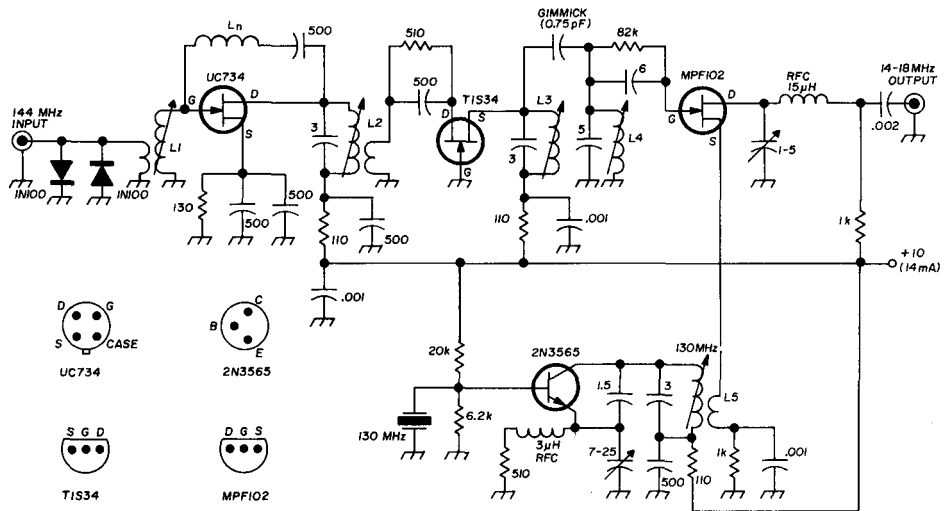 GIMMICK
(0.75 pF)
Ln
500
510
82k
UC734
6
MPF102
RFC
15µH
14-18MHz
OUTPUT
144 MHz
INPUT
G
D
S
L1
3
L2
500
D
S
TIS34
G
L3
3
5
L4
G
D
S
1-5
.002
1N100
1N100
130
500
500
110
500
110
.001
1k
+10
(14mA)
.001
D
G
S
CASE
UC734
C
B
E
2N3565
20k
2N3565
130MHz
1.5
3
L5
6.2k
130 MHz
3µH
RFC
510
7-25
500
110
1k
.001
S G D
TIS34
D G S
MPF102